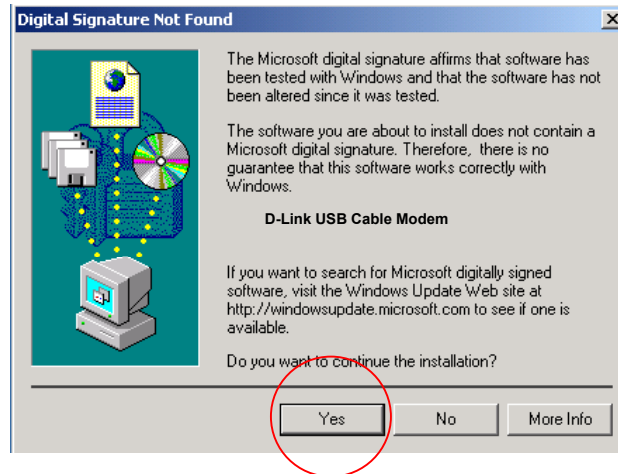 Digital Signature Not Found
The Microsoft digital signature affirms that software has
been tested with Windows and that the software has not
been altered since it was tested.
The software you are about to install does not contain a
Microsoft digital signature. Therefore, there is no
guarantee that this software works correctly with
Windows.
D-Link USB Cable Modem
If you want to search for Microsoft digitally signed
software, visit the Windows Update Web site at
http://windowsupdate.microsoft.com to see if one is
available.
Do you want to continue the installation?
Yes No More Info